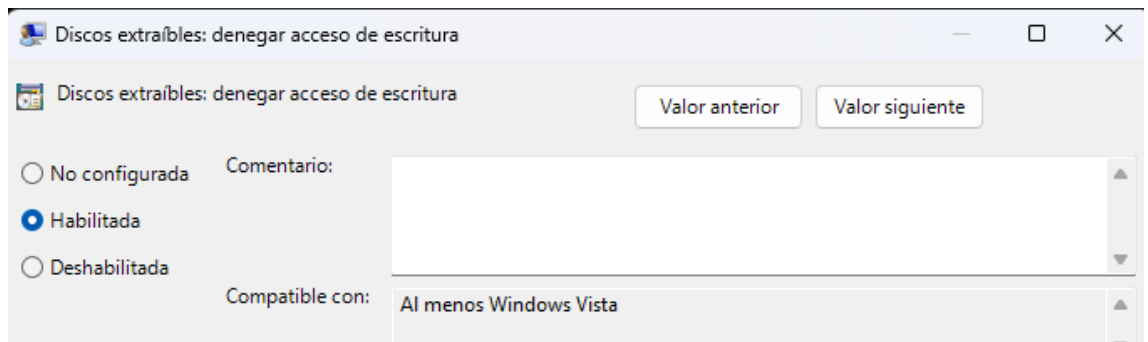 Discos extraíbles: denegar acceso de escritura
Discos extraíbles: denegar acceso de escritura
Valor anterior
Valor siguiente
No configurada
Comentario:
Habilitada
Deshabilitada
Compatible con:
Al menos Windows Vista